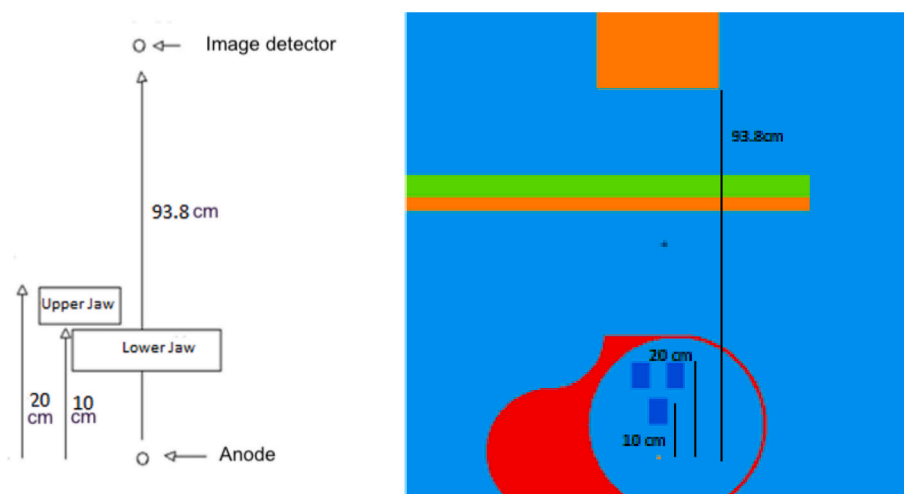 Image detector
93.8 cm
Upper Jaw
Lower Jaw
20
cm
10
cm
Anode
93.8cm
20 cm
10 cm